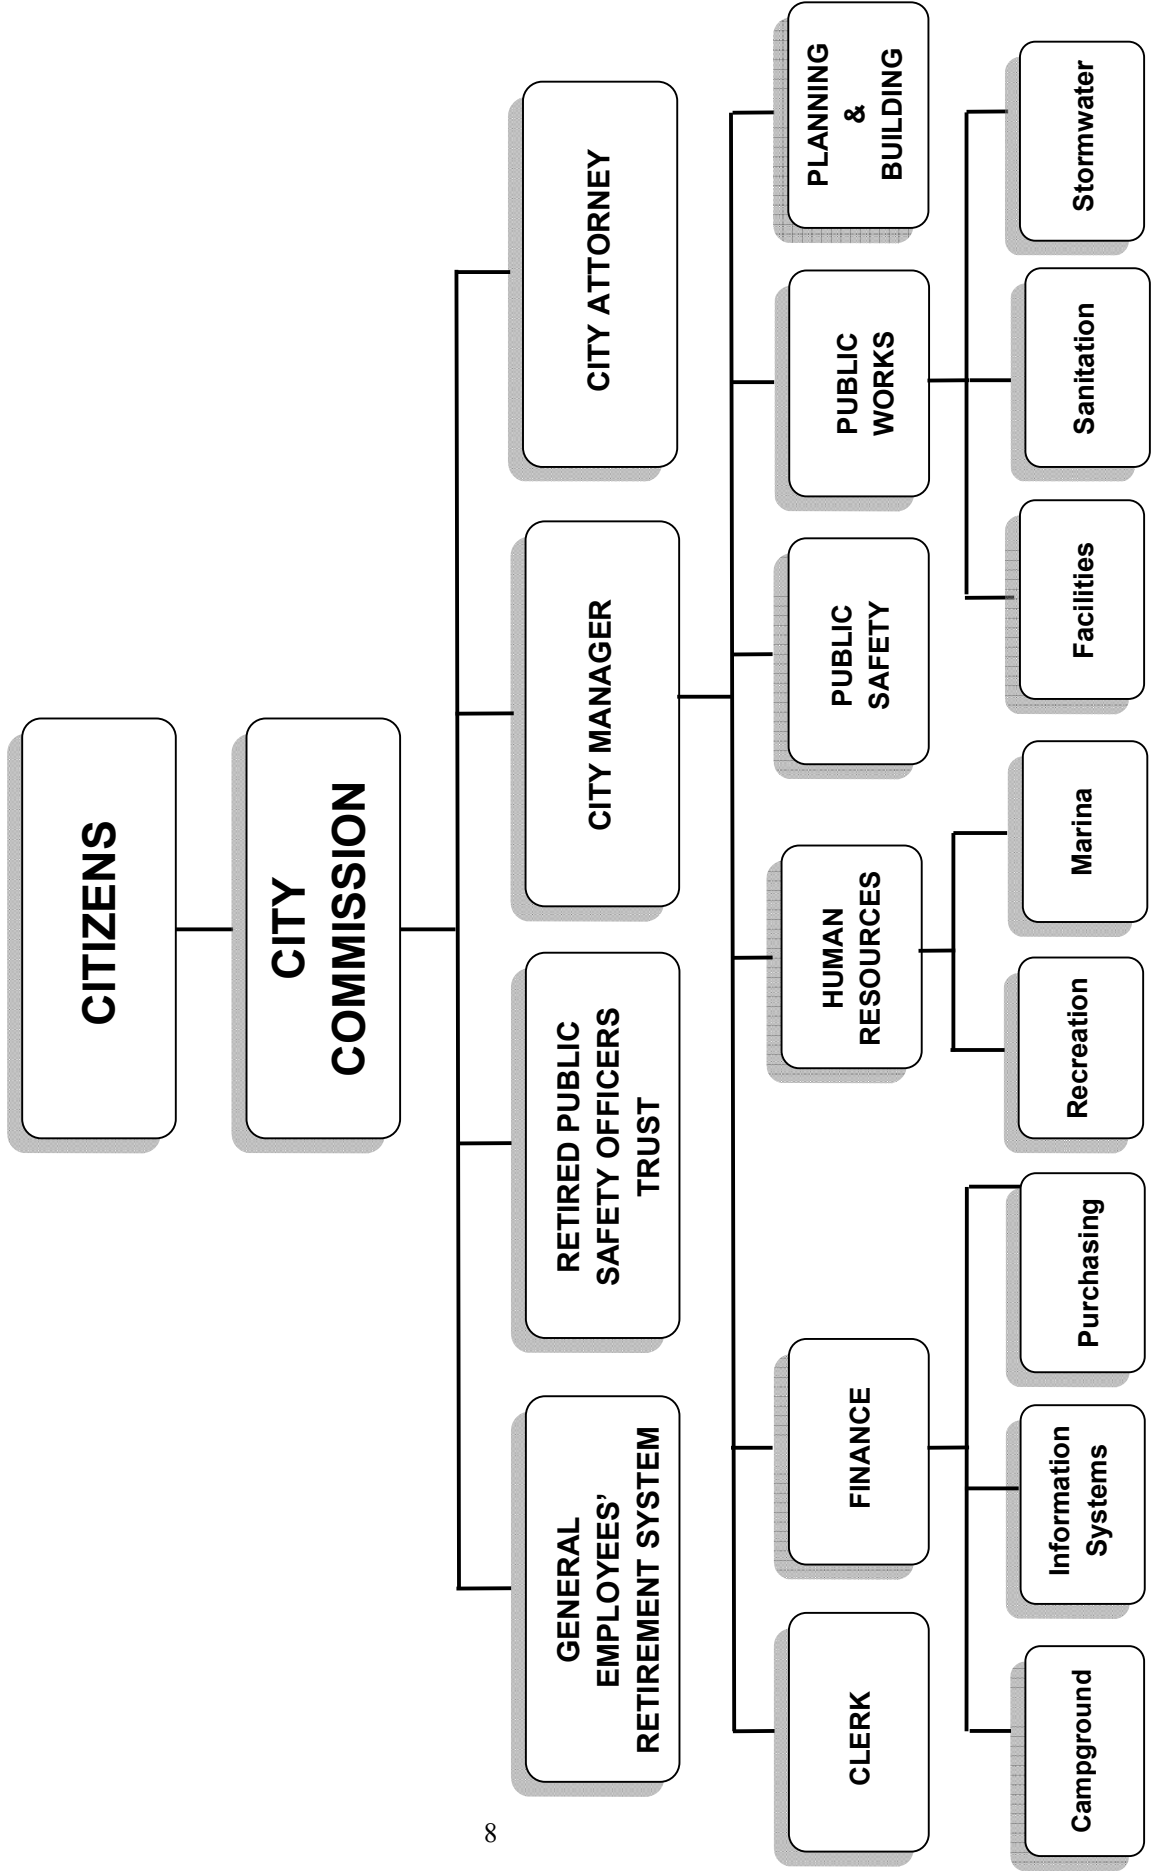 CITIZENS
CITY
COMMISSION
GENERAL
EMPLOYEES’
RETIREMENT SYSTEM
RETIRED PUBLIC
SAFETY OFFICERS
TRUST
CITY MANAGER
CITY ATTORNEY
CLERK
FINANCE
HUMAN
RESOURCES
PUBLIC
SAFETY
PUBLIC
WORKS
PLANNING
&
BUILDING
Campground
Information
Systems
Purchasing
Recreation
Marina
Facilities
Sanitation
Stormwater
8